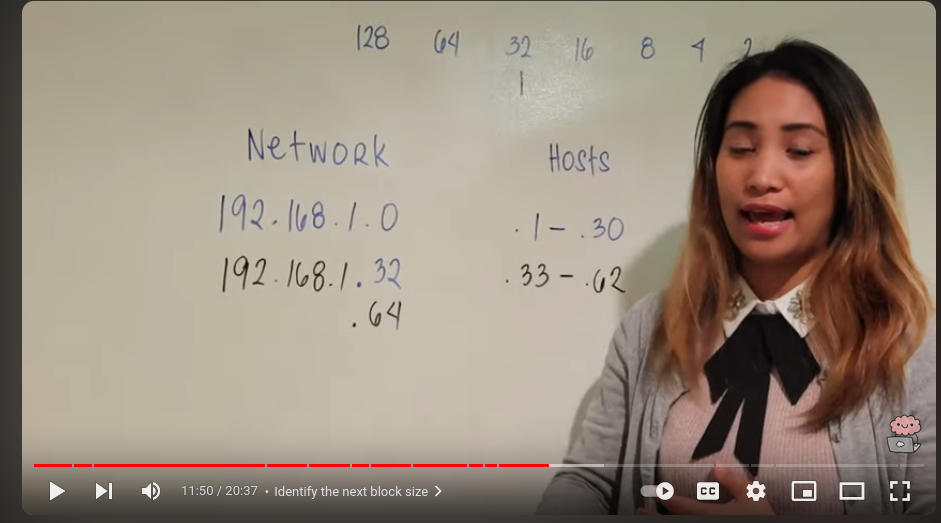 128 64 32 16 8 4 2
1
Network Hosts
192.168.1.0 .1 - .30
192.168.1.32 .33 - .62
.64
11:50 / 20:37 • Identify the next block size >
CC